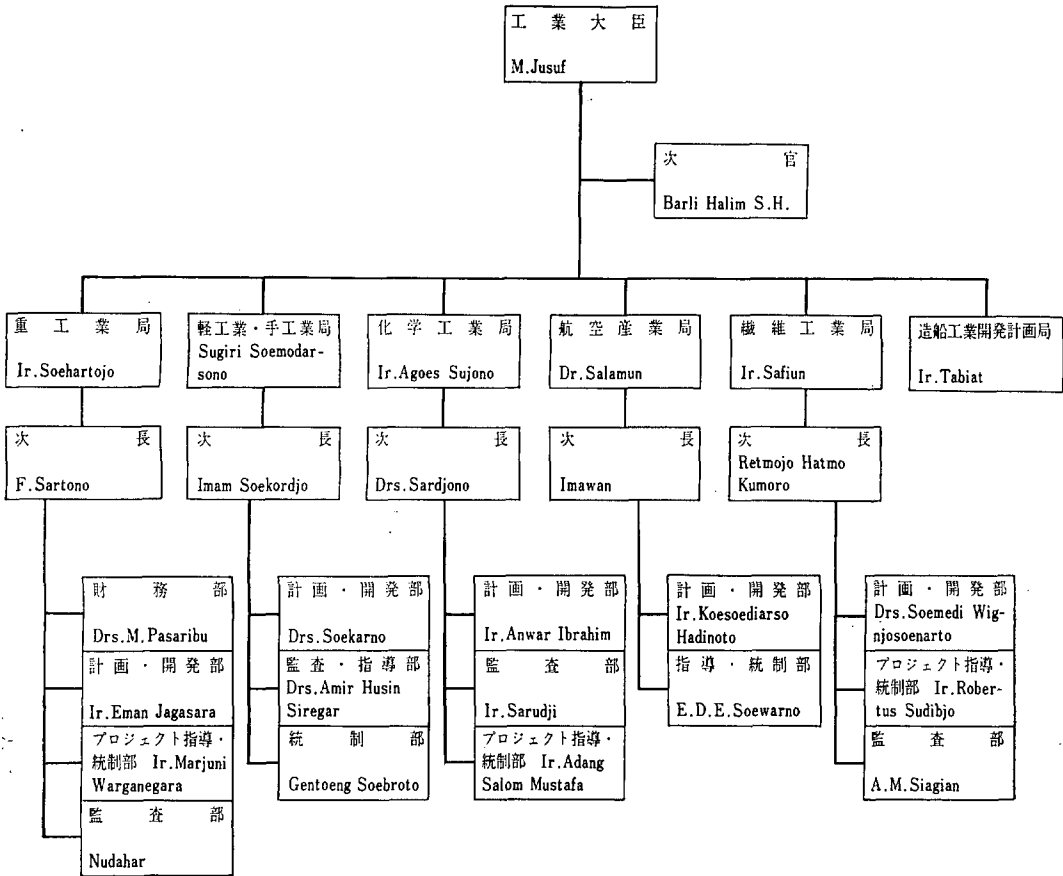 工業大臣
M.Jusuf
次官
Barli Halim S.H.
重工業局
Ir.Soehartojo
軽工業・手工業局
Sugiri Soemodar-
sono
化学工業局
Ir.Agoes Sujono
航空産業局
Dr.Salamun
繊維工業局
Ir.Safiun
造船工業開発計画局
Ir.Tabiat
次長
F.Sartono
次長
Imam Soekordjo
次長
Drs.Sardjono
次長
Imawan
次長
Retmojo Hatmo
Kumoro
財務部
Drs.M.Pasaribu
計画・開発部
Ir.Eman Jagasara
プロジェクト指導・
統制部 Ir.Marjuni
Warganegara
監査部
Nudahar
計画・開発部
Drs.Soekarno
監査・指導部
Drs.Amir Husin
Siregar
統制部
Gentoeng Soebroto
計画・開発部
Ir.Anwar Ibrahim
監査部
Ir.Sarudji
プロジェクト指導・
統制部 Ir.Adang
Salom Mustafa
計画・開発部
Ir.Koesoediarso
Hadinoto
指導・統制部
E.D.E.Soewarno
計画・開発部
Drs.Soemedi Wig-
njosoenarto
プロジェクト指導・
統制部 Ir.Rober-
tus Sudibjo
監査部
A.M.Siagian